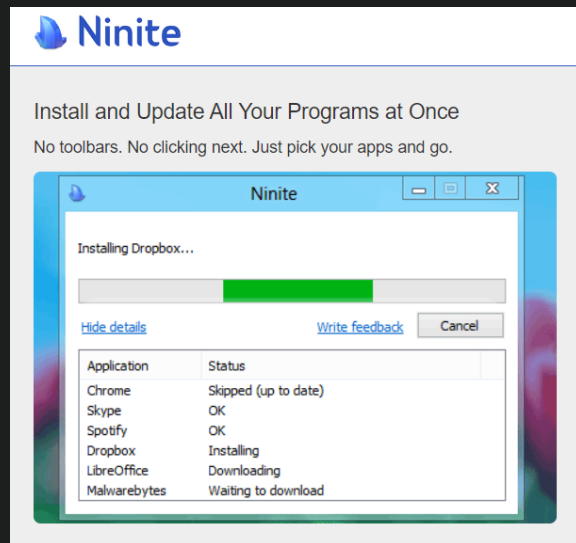 Ninite
Install and Update All Your Programs at Once
No toolbars. No clicking next. Just pick your apps and go.
Ninite
Installing Dropbox...
Hide details Write feedback Cancel
Application Status
Chrome Skipped (up to date)
Skype OK
Spotify OK
Dropbox Installing
LibreOffice Downloading
Malwarebytes Waiting to download